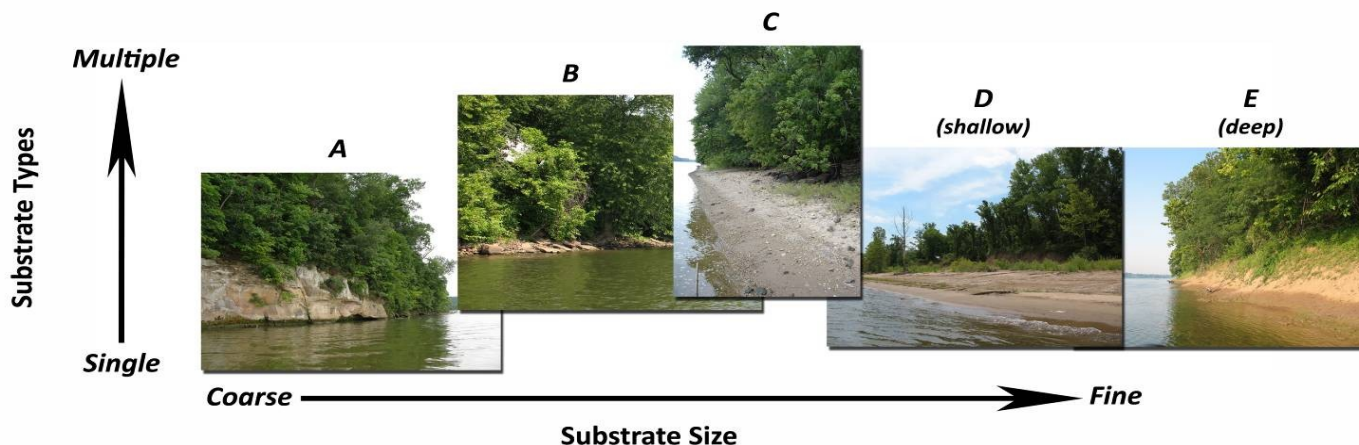 C
Multiple
B
D
(shallow)
E
(deep)
A
Substrate Types
Single
Coarse
Fine
Substrate Size